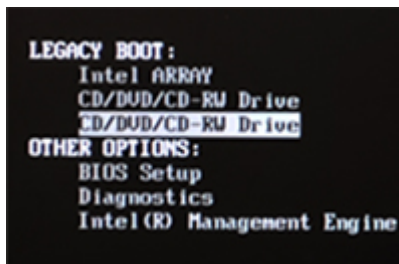 LEGACY BOOT:
Intel ARRAY
CD/DVD/CD-RW Drive
CD/DVD/CD-RW Drive
OTHER OPTIONS:
BIOS Setup
Diagnostics
Intel(R) Management Engine